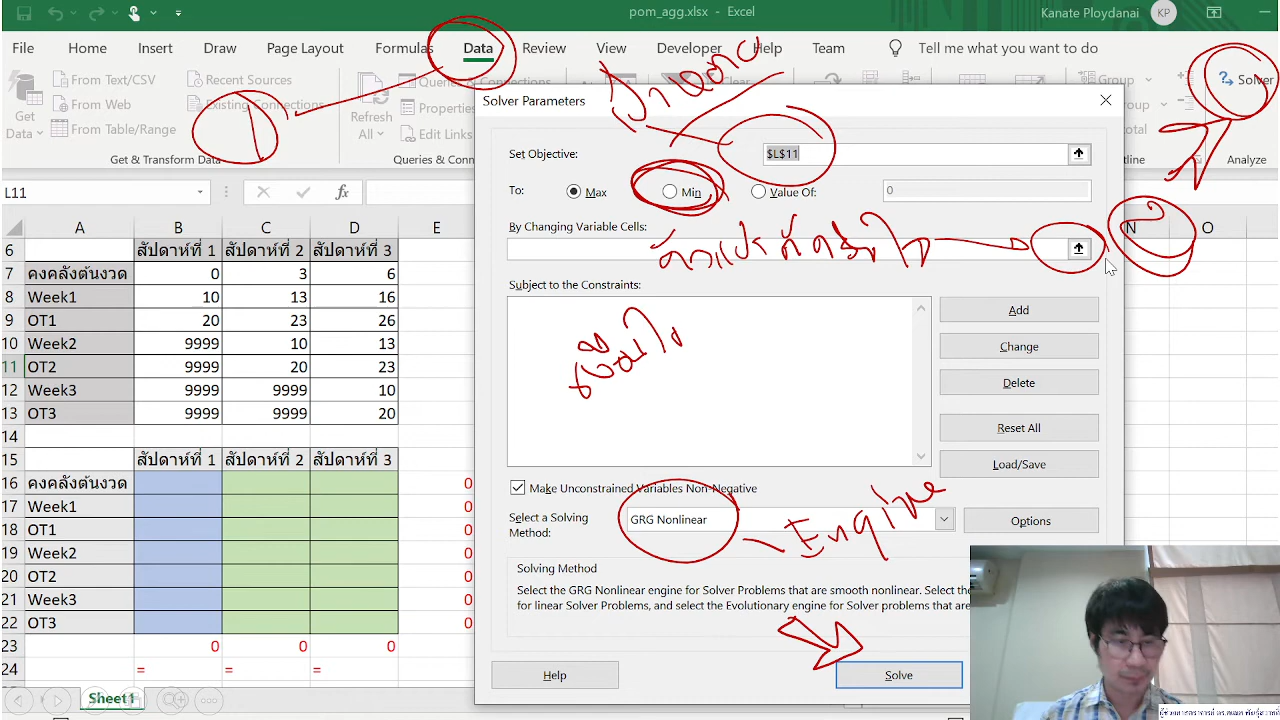 pom_agg.xlsx - Excel
Kanate Ploydanai KP
File Home Insert Draw Page Layout Formulas Data Review View Developer Help Team Tell me what you want to do
Get Data
From Text/CSV
From Web
From Table/Range
Recent Sources
Existing Connections
Get & Transform Data
Refresh All
Queries & Connections
Properties
Edit Links
Queries & Conn
Clear
Group
Solver
Analyze
1
2
L11
fx
A B C D E N O
6 สัปดาห์ที่ 1 สัปดาห์ที่ 2 สัปดาห์ที่ 3
7 คงคลังต้นงวด 0 3 6
8 Week1 10 13 16
9 OT1 20 23 26
10 Week2 9999 10 13
11 OT2 9999 20 23
12 Week3 9999 9999 10
13 OT3 9999 9999 20
14
15 สัปดาห์ที่ 1 สัปดาห์ที่ 2 สัปดาห์ที่ 3
16 คงคลังต้นงวด 0
17 Week1 0
18 OT1 0
19 Week2 0
20 OT2 0
21 Week3 0
22 OT3 0
23 0 0 0
24 = = =
Sheet1
Solver Parameters
Set Objective: $L$11
To: Max Min Value Of: 0
By Changing Variable Cells:
ตัวแปรตัดสินใจ
Subject to the Constraints:
Add
Change
Delete
Reset All
Load/Save
Make Unconstrained Variables Non-Negative
Select a Solving Method: GRG Nonlinear
Options
Engine
Solving Method
Select the GRG Nonlinear engine for Solver Problems that are smooth nonlinear. Select the
for linear Solver Problems, and select the Evolutionary engine for Solver problems that are
Help
Solve